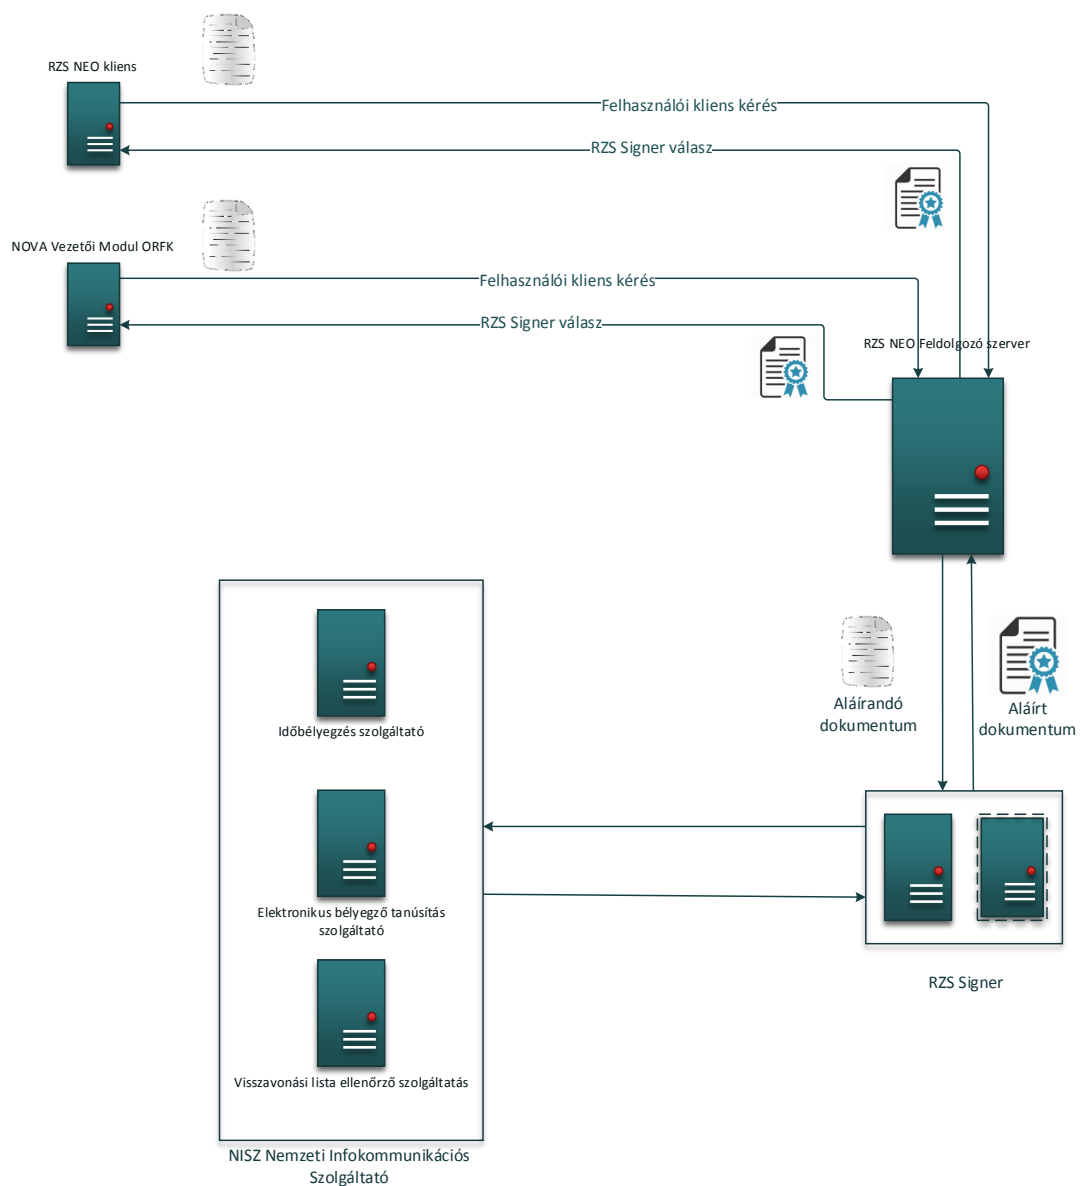 RZS NEO kliens
Felhasználói kliens kérés
RZS Signer válasz
NOVA Vezetői Modul ORFK
Felhasználói kliens kérés
RZS Signer válasz
RZS NEO Feldolgozó szerver
Aláírandó
dokumentum
Aláírt
dokumentum
Időbélyegzés szolgáltató
Elektronikus bélyegző tanúsítás
szolgáltató
Visszavonási lista ellenőrző szolgáltatás
RZS Signer
NISZ Nemzeti Infokommunikációs
Szolgáltató